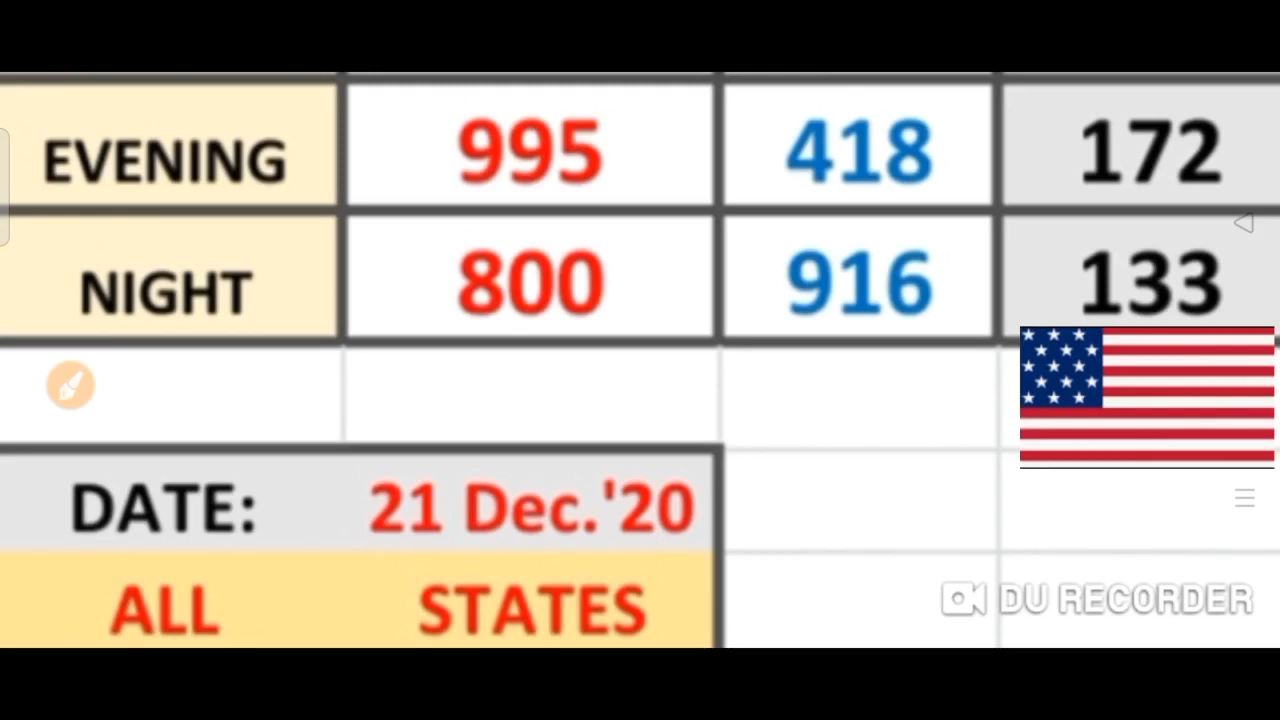 EVENING 995 418 172
NIGHT 800 916 133
DATE: 21 Dec.'20
ALL STATES
DU RECORDER